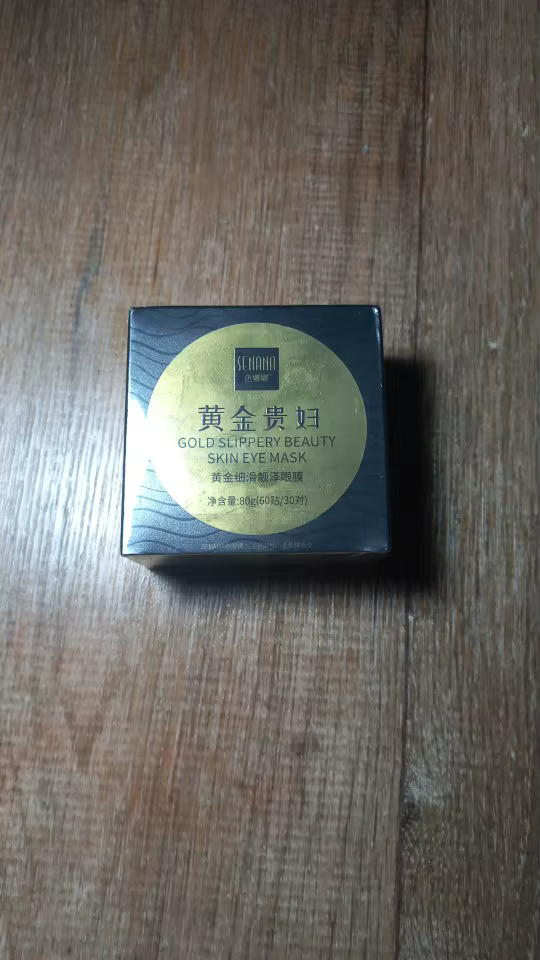 SENANA
色娜娜
黄金贵妇
GOLD SLIPPERY BEAUTY
SKIN EYE MASK
黄金细滑靓泽眼膜
净含量:80g(60贴/30对)